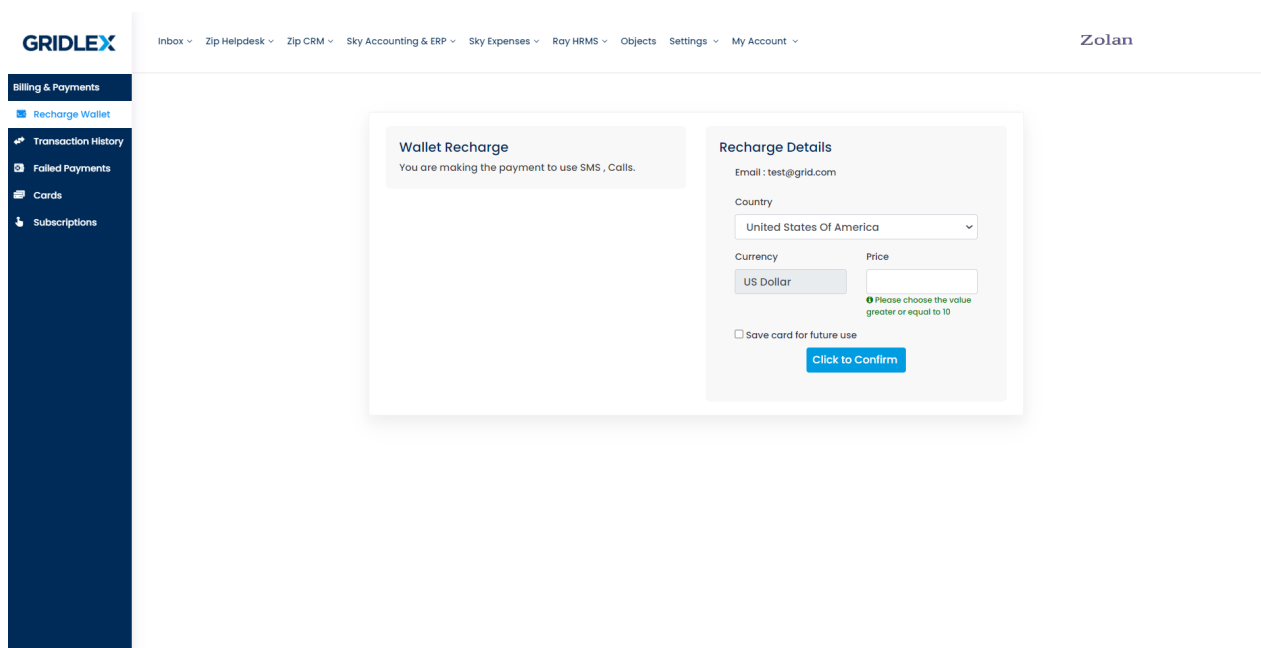 GRIDLEX
Inbox Zip Helpdesk Zip CRM Sky Accounting & ERP Sky Expenses Ray HRMS Objects Settings My Account
Zolan
Billing & Payments
Recharge Wallet
Transaction History
Failed Payments
Cards
Subscriptions
Wallet Recharge
You are making the payment to use SMS , Calls.
Recharge Details
Email : test@grid.com
Country
United States Of America
Currency Price
US Dollar
Please choose the value
greater or equal to 10
Save card for future use
Click to Confirm